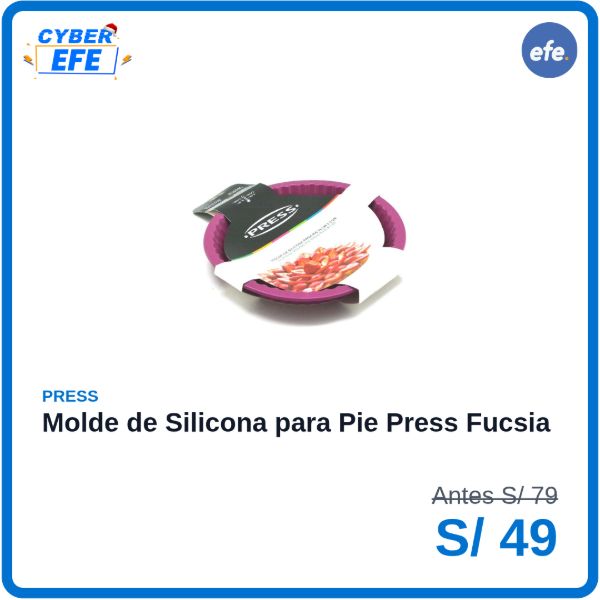 CYBER
EFE
efe.
PRESS
PRESS
Molde de Silicona para Pie Press Fucsia
Antes S/ 79
S/ 49